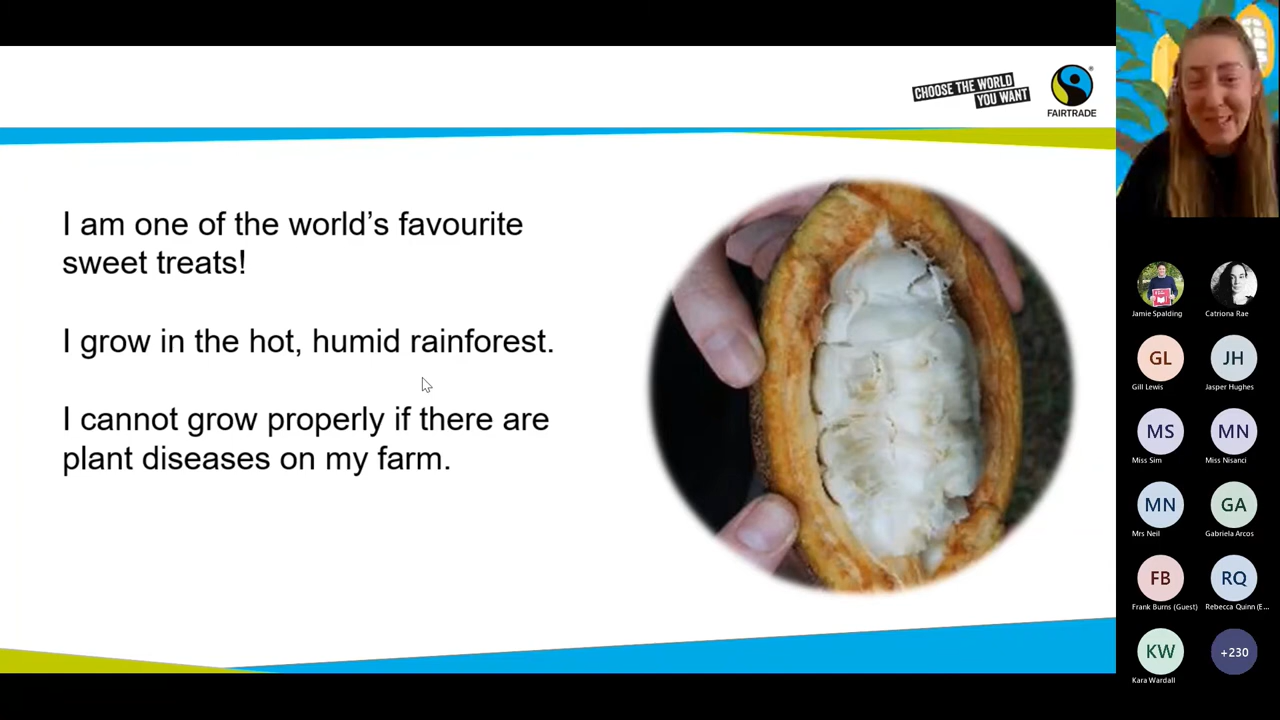 CHOOSE THE WORLD
YOU WANT
FAIRTRADE
I am one of the world’s favourite
sweet treats!
I grow in the hot, humid rainforest.
I cannot grow properly if there are
plant diseases on my farm.
Jamie Spalding
Catriona Rae
GL
JH
Gill Lewis
Jasper Hughes
MS
MN
Miss Sim
Miss Nisanci
MN
GA
Mrs Neil
Gabriela Arcos
FB
RQ
Frank Burns (Guest)
Rebecca Quinn (E...
KW
+230
Kara Wardall